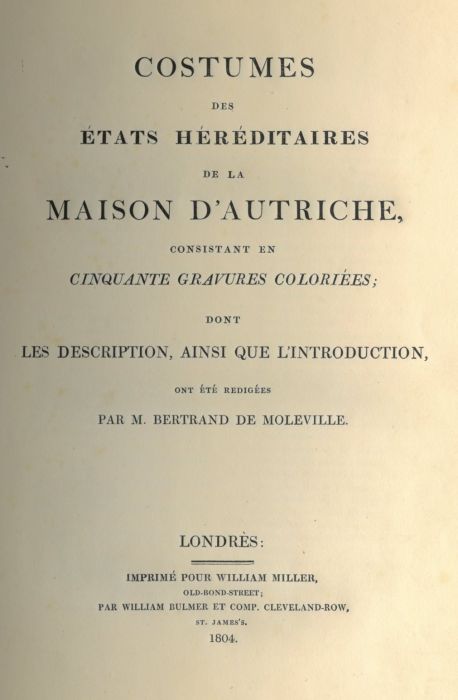 COSTUMES
DES
ÉTATS HÉRÉDITAIRES
DE LA
MAISON D'AUTRICHE,
CONSISTANT EN
CINQUANTE GRAVURES COLORIÉES;
DONT
LES DESCRIPTION, AINSI QUE L'INTRODUCTION,
ONT ÉTÉ REDIGÉES
PAR M. BERTRAND DE MOLEVILLE.
LONDRÈS:
IMPRIMÉ POUR WILLIAM MILLER,
OLD-BOND-STREET;
PAR WILLIAM BULMER ET COMP. CLEVELAND-ROW,
ST. JAMES'S.
1804.